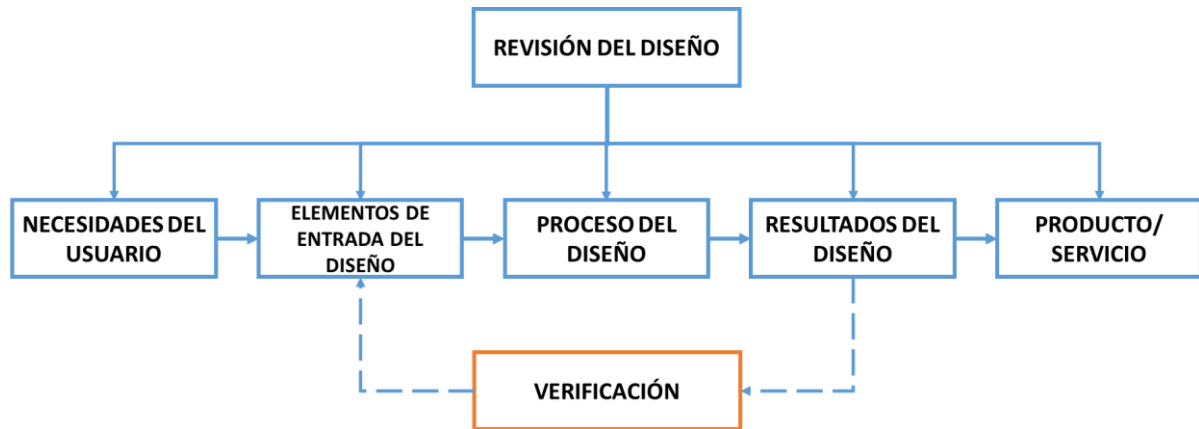 REVISIÓN DEL DISEÑO
NECESIDADES DEL
USUARIO
ELEMENTOS DE
ENTRADA DEL
DISEÑO
PROCESO DEL
DISEÑO
RESULTADOS DEL
DISEÑO
PRODUCTO/
SERVICIO
VERIFICACIÓN